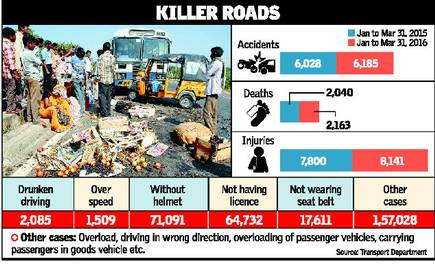 KILLER ROADS
Jan to Mar 31, 2015
Jan to Mar 31, 2016
Accidents
6,028 6,185
Deaths
2,040
2,163
Injuries
7,800 8,141
Drunken driving
2,085
Over speed
1,509
Without helmet
71,091
Not having licence
64,732
Not wearing seat belt
17,611
Other cases
1,57,028
Other cases: Overload, driving in wrong direction, overloading of passenger vehicles, carrying
passengers in goods vehicle etc.
Source: Transport Department